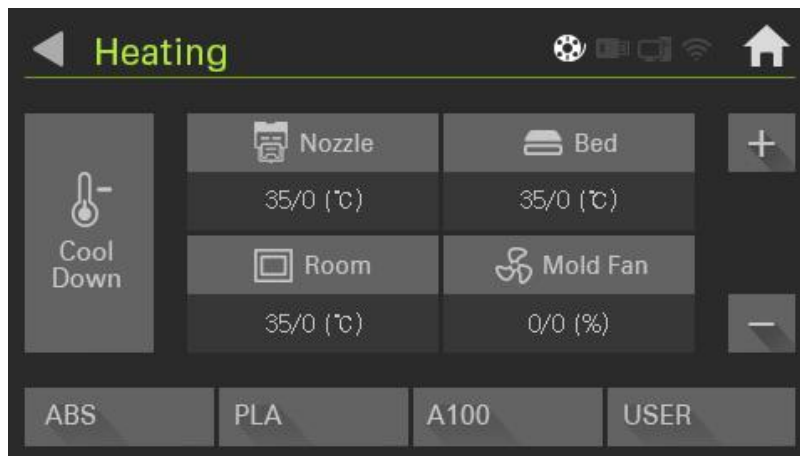 Heating
Nozzle
Bed
+
35/0 (℃)
35/0 (℃)
Cool
Down
Room
Mold Fan
35/0 (℃)
0/0 (%)
−
ABS
PLA
A100
USER